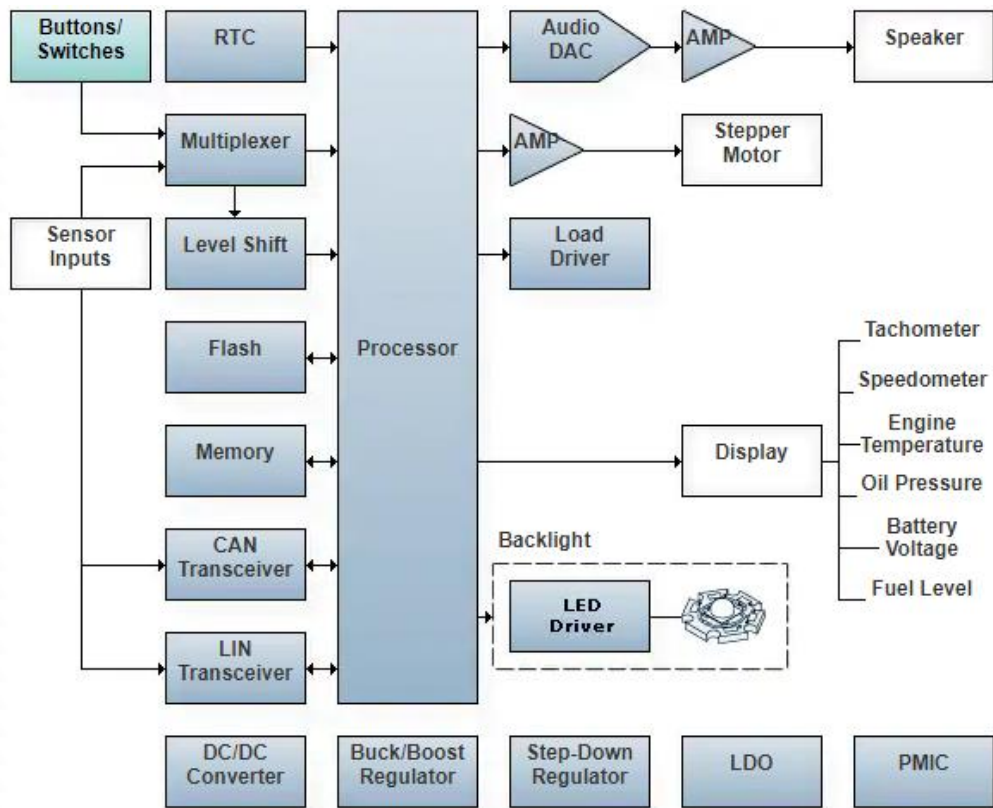 Buttons/
Switches
RTC
Audio
DAC
AMP
Speaker
Multiplexer
AMP
Stepper
Motor
Sensor
Inputs
Level Shift
Load
Driver
Flash
Processor
Tachometer
Speedometer
Memory
Display
Engine
Temperature
Oil Pressure
Battery
Voltage
Fuel Level
CAN
Transceiver
Backlight
LED
Driver
LIN
Transceiver
DC/DC
Converter
Buck/Boost
Regulator
Step-Down
Regulator
LDO
PMIC